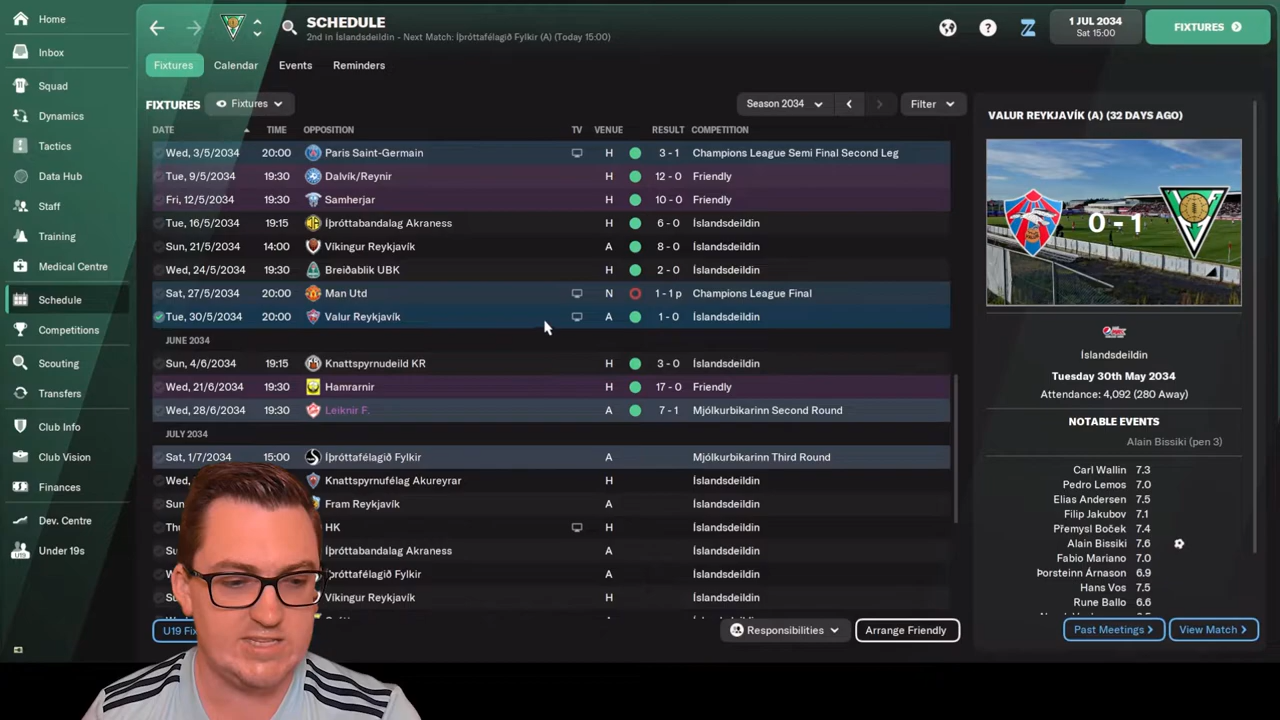 Home
Inbox
Squad
Dynamics
Tactics
Data Hub
Staff
Training
Medical Centre
Schedule
Competitions
Scouting
Transfers
Club Info
Club Vision
Finances
Dev. Centre
Under 19s
SCHEDULE
2nd in Íslandsdeildin - Next Match: Íþróttafélagið Fylkir (A) (Today 15:00)
1 JUL 2034
Sat 15:00
FIXTURES
Fixtures Calendar Events Reminders
FIXTURES Fixtures Season 2034 Filter
DATE TIME OPPOSITION TV VENUE RESULT COMPETITION
Wed, 3/5/2034 20:00 Paris Saint-Germain H 3 - 1 Champions League Semi Final Second Leg
Tue, 9/5/2034 19:30 Dalvík/Reynir H 12 - 0 Friendly
Fri, 12/5/2034 19:30 Samherjar H 10 - 0 Friendly
Tue, 16/5/2034 19:15 Íþróttabandalag Akraness H 6 - 0 Íslandsdeildin
Sun, 21/5/2034 14:00 Víkingur Reykjavík A 8 - 0 Íslandsdeildin
Wed, 24/5/2034 19:30 Breiðablik UBK H 2 - 0 Íslandsdeildin
Sat, 27/5/2034 20:00 Man Utd N 1 - 1 p Champions League Final
Tue, 30/5/2034 20:00 Valur Reykjavík A 1 - 0 Íslandsdeildin
JUNE 2034
Sun, 4/6/2034 19:15 Knattspyrnudeild KR H 3 - 0 Íslandsdeildin
Wed, 21/6/2034 19:30 Hamrarnir H 17 - 0 Friendly
Wed, 28/6/2034 19:30 Leiknir F. A 7 - 1 Mjólkurbikarinn Second Round
JULY 2034
Sat, 1/7/2034 15:00 Íþróttafélagið Fylkir A Mjólkurbikarinn Third Round
Wed, Knattspyrnufélag Akureyrar H Íslandsdeildin
Sun, Fram Reykjavík A Íslandsdeildin
Thu HK H Íslandsdeildin
Íþróttabandalag Akraness A Íslandsdeildin
Íþróttafélagið Fylkir A Íslandsdeildin
Víkingur Reykjavík H Íslandsdeildin
U19 Fix
Responsibilities
Arrange Friendly
VALUR REYKJAVÍK (A) (32 DAYS AGO)
0 - 1
Íslandsdeildin
Tuesday 30th May 2034
Attendance: 4,092 (280 Away)
NOTABLE EVENTS
Alain Bissiki (pen 3)
Carl Wallin 7.3
Pedro Lemos 7.0
Elias Andersen 7.5
Filip Jakubov 7.1
Přemysl Boček 7.4
Alain Bissiki 7.6
Fabio Mariano 7.0
Þorsteinn Árnason 6.9
Hans Vos 7.5
Rune Ballo 6.6
Past Meetings
View Match